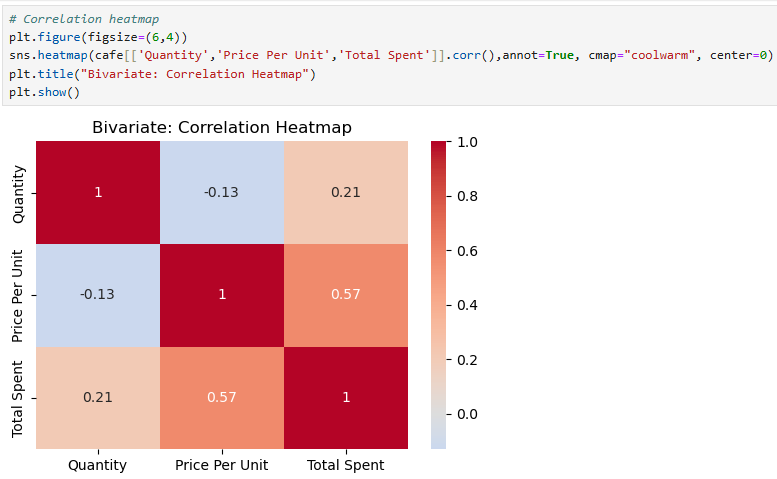 # Correlation heatmap
plt.figure(figsize=(6,4))
sns.heatmap(cafe[['Quantity','Price Per Unit','Total Spent']].corr(),annot=True, cmap="coolwarm", center=0)
plt.title("Bivariate: Correlation Heatmap")
plt.show()
Bivariate: Correlation Heatmap
Quantity
1
-0.13
0.21
Price Per Unit
-0.13
1
0.57
Total Spent
0.21
0.57
1
Quantity
Price Per Unit
Total Spent
1.0
0.8
0.6
0.4
0.2
0.0